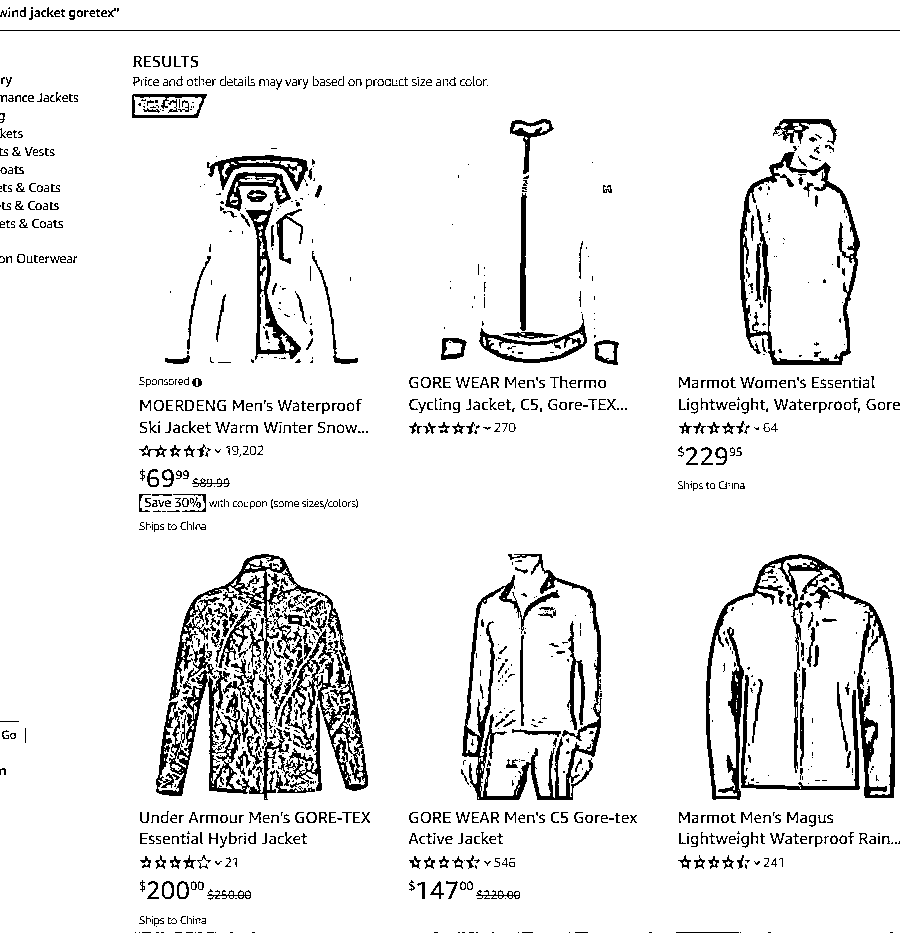 wind jacket goretex"
RESULTS
Price and other details may vary based on product size and color.
ry
mance Jackets
g
kets
ts & Vests
oats
ets & Coats
ets & Coats
ets & Coats
on Outerwear
Go
n
Sponsored
MOERDENG Men's Waterproof
Ski Jacket Warm Winter Snow...
19,202
$69.99 $89.99
Save 30% with coupon (some sizes/colors)
Ships to China
GORE WEAR Men's Thermo
Cycling Jacket, C5, Gore-TEX...
270
Marmot Women's Essential
Lightweight, Waterproof, Gore
64
$229.95
Ships to China
Under Armour Men's GORE-TEX
Essential Hybrid Jacket
21
$200.00 $250.00
Ships to China
GORE WEAR Men's C5 Gore-tex
Active Jacket
546
$147.00 $220.00
Marmot Men's Magus
Lightweight Waterproof Rain...
241